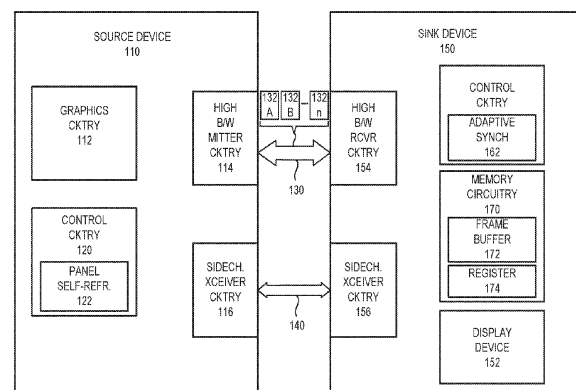 SOURCE DEVICE
110
GRAPHICS
CKTRY
112
CONTROL
CKTRY
120
PANEL
SELF-REFR.
122
HIGH
B/W
MITTER
CKTRY
114
SIDECH.
XCEIVER
CKTRY
116
132
A
132
B
132
n
130
140
SINK DEVICE
150
HIGH
B/W
RCVR
CKTRY
154
SIDECH.
XCEIVER
CKTRY
156
CONTROL
CKTRY
ADAPTIVE
SYNCH
162
MEMORY
CIRCUITRY
170
FRAME
BUFFER
172
REGISTER
174
DISPLAY
DEVICE
152